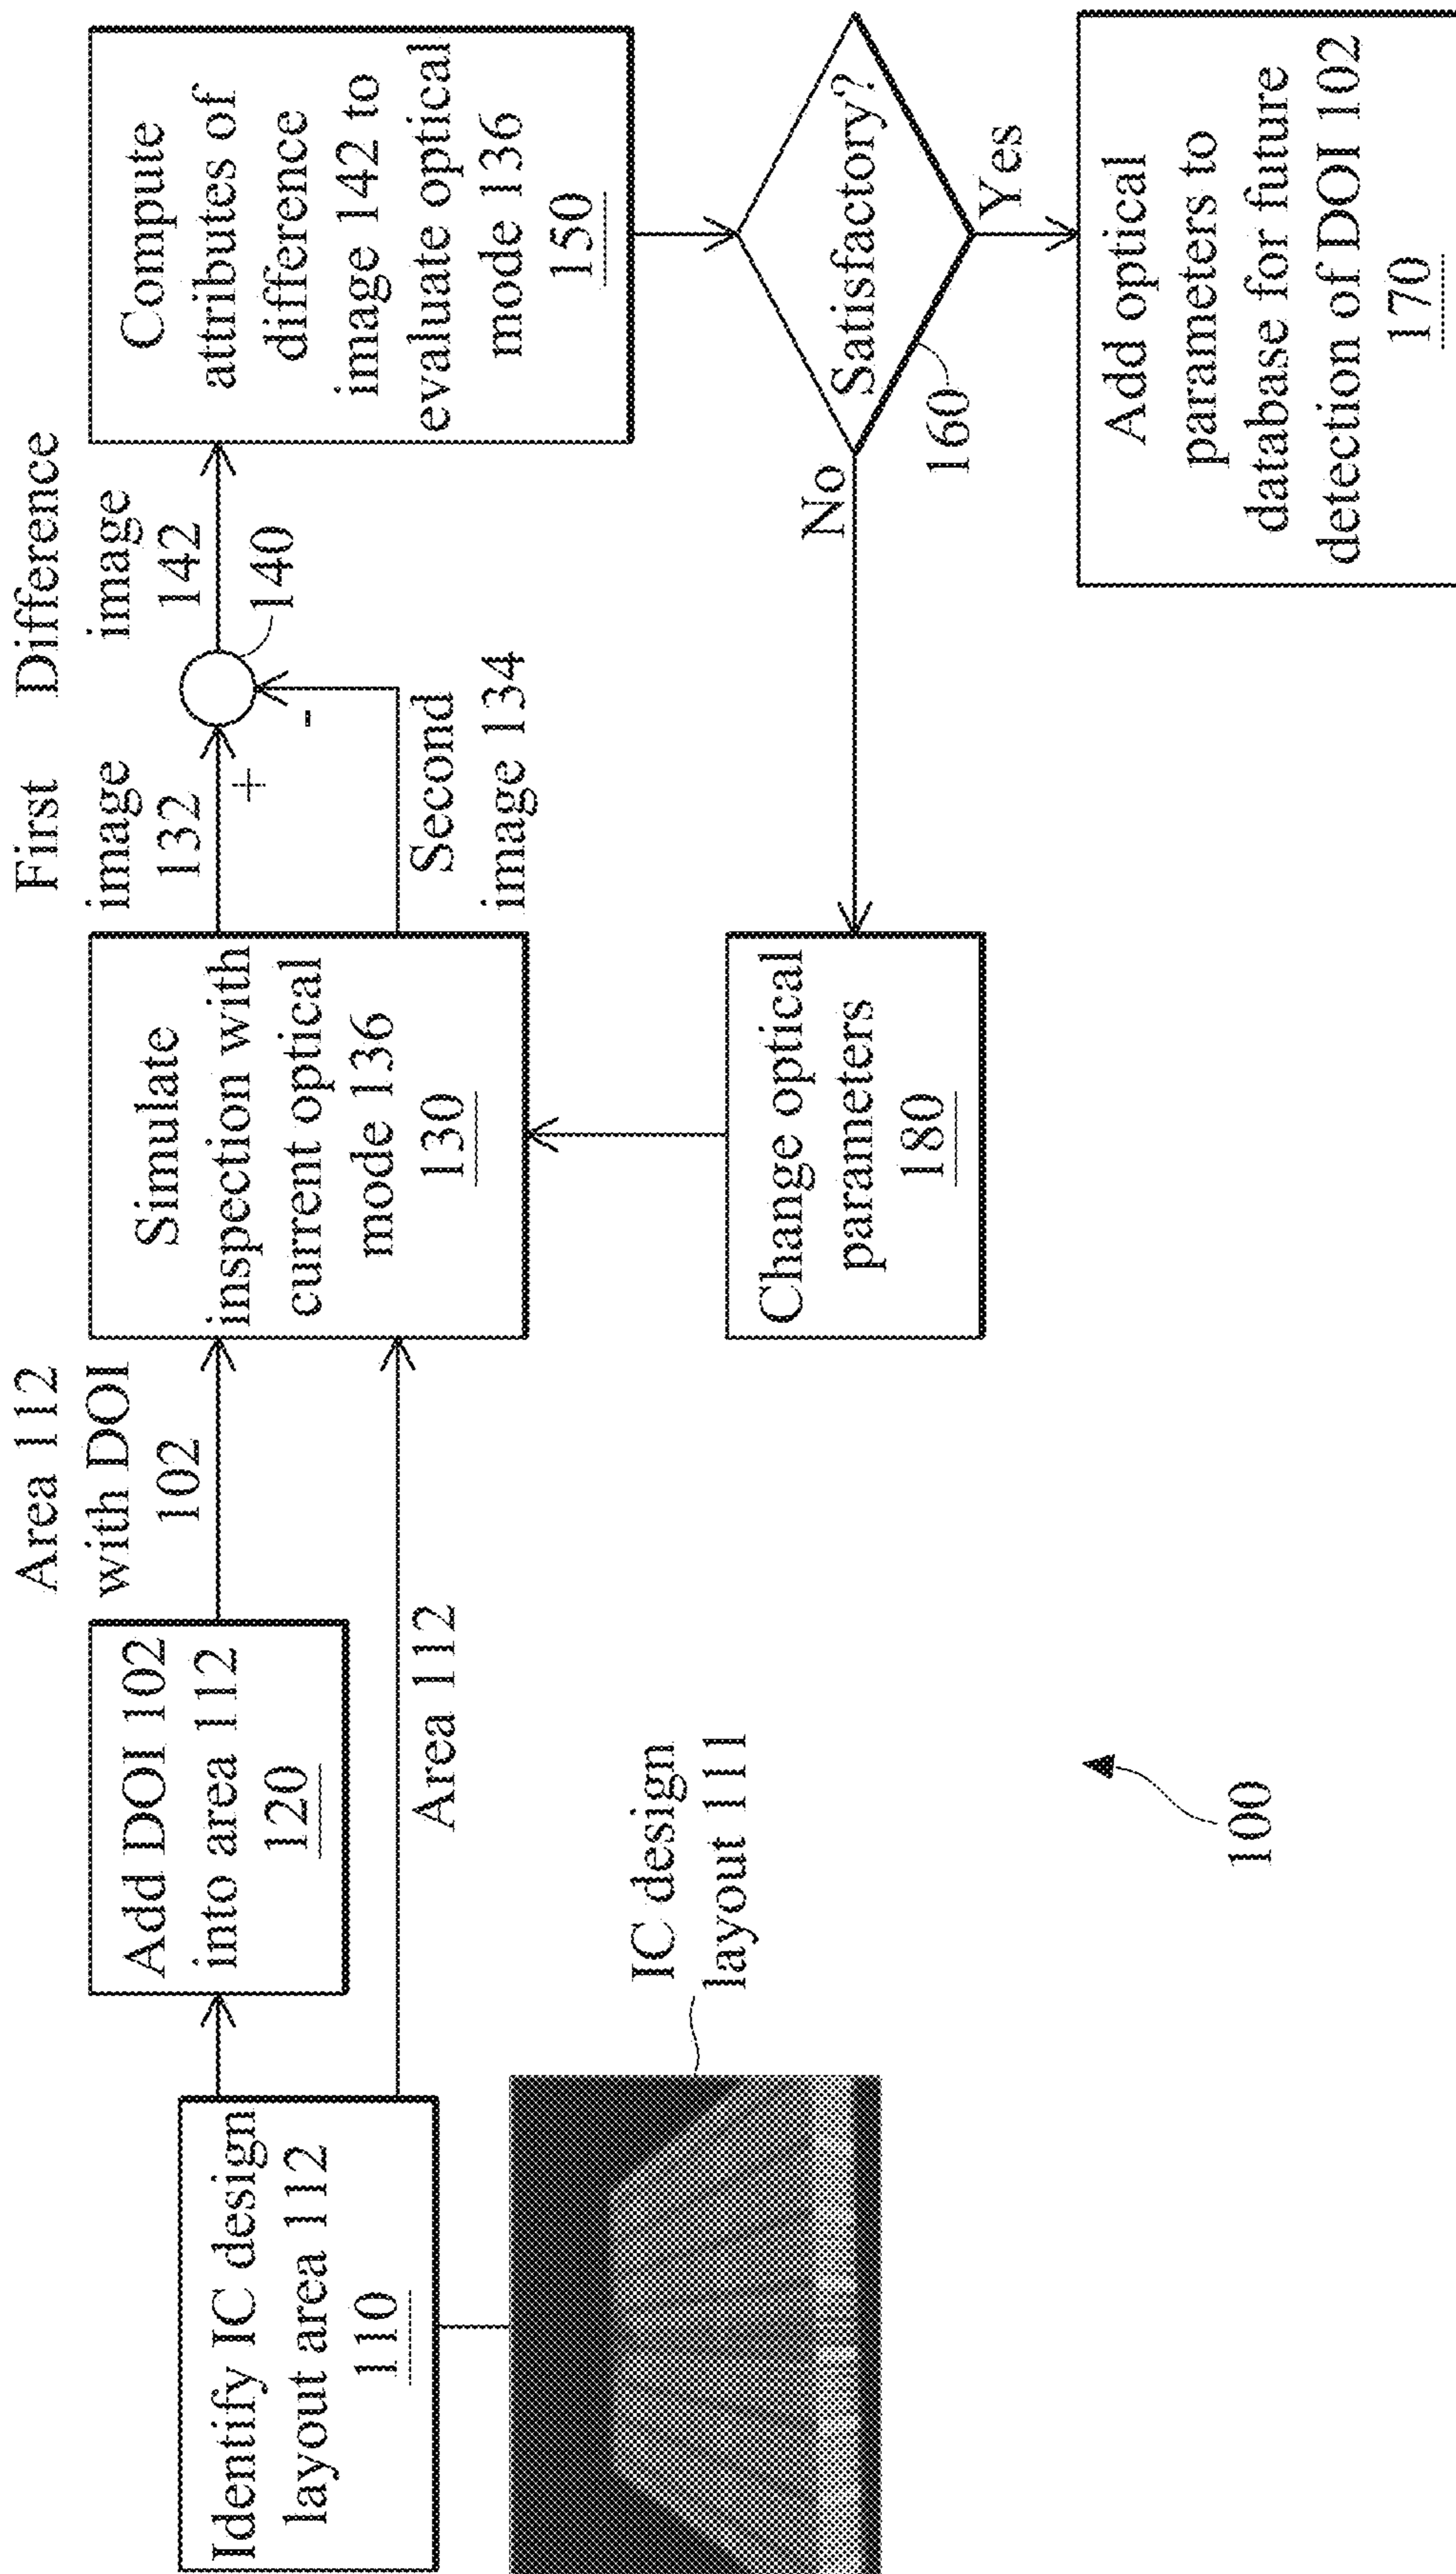 Identify IC design
layout area 112
110
IC design
layout 111
Add DOI 102
into area 112
120
Area 112
with DOI
102
Area 112
Simulate
inspection with
current optical
mode 136
130
First
image
132
+
-
Second
image 134
140
Difference
image
142
Compute
attributes of
difference
image 142 to
evaluate optical
mode 136
150
Satisfactory?
160
No
Yes
Change optical
parameters
180
Add optical
parameters to
database for future
detection of DOI 102
170
100